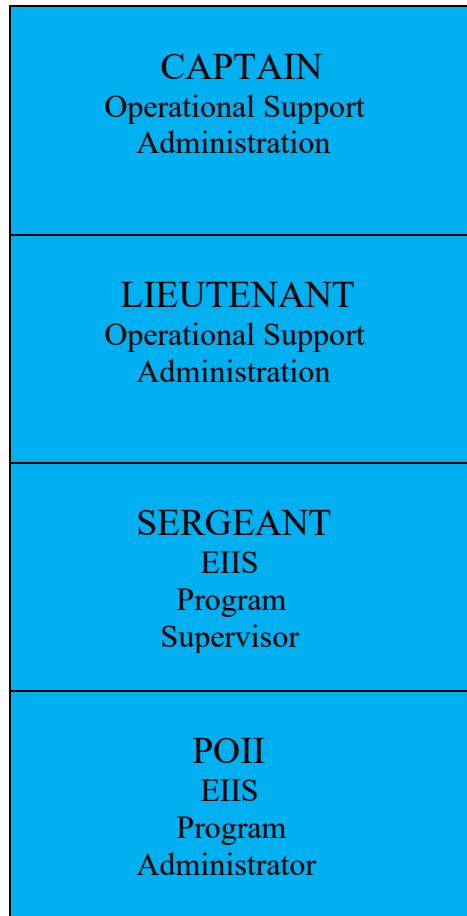 CAPTAIN
Operational Support
Administration
LIEUTENANT
Operational Support
Administration
SERGEANT
EIIS
Program
Supervisor
POII
EIIS
Program
Administrator